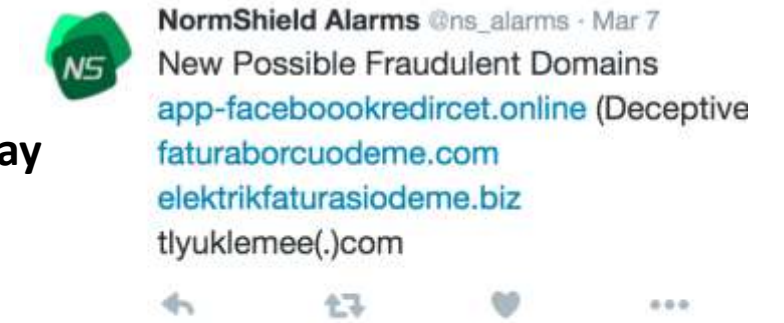 NS
NormShield Alarms @ns_alarms · Mar 7
New Possible Fraudulent Domains
app-faceboookredircet.online (Deceptive
ay
faturaborcuodeme.com
elektrikfaturasiodeme.biz
tlyuklemee(.)com